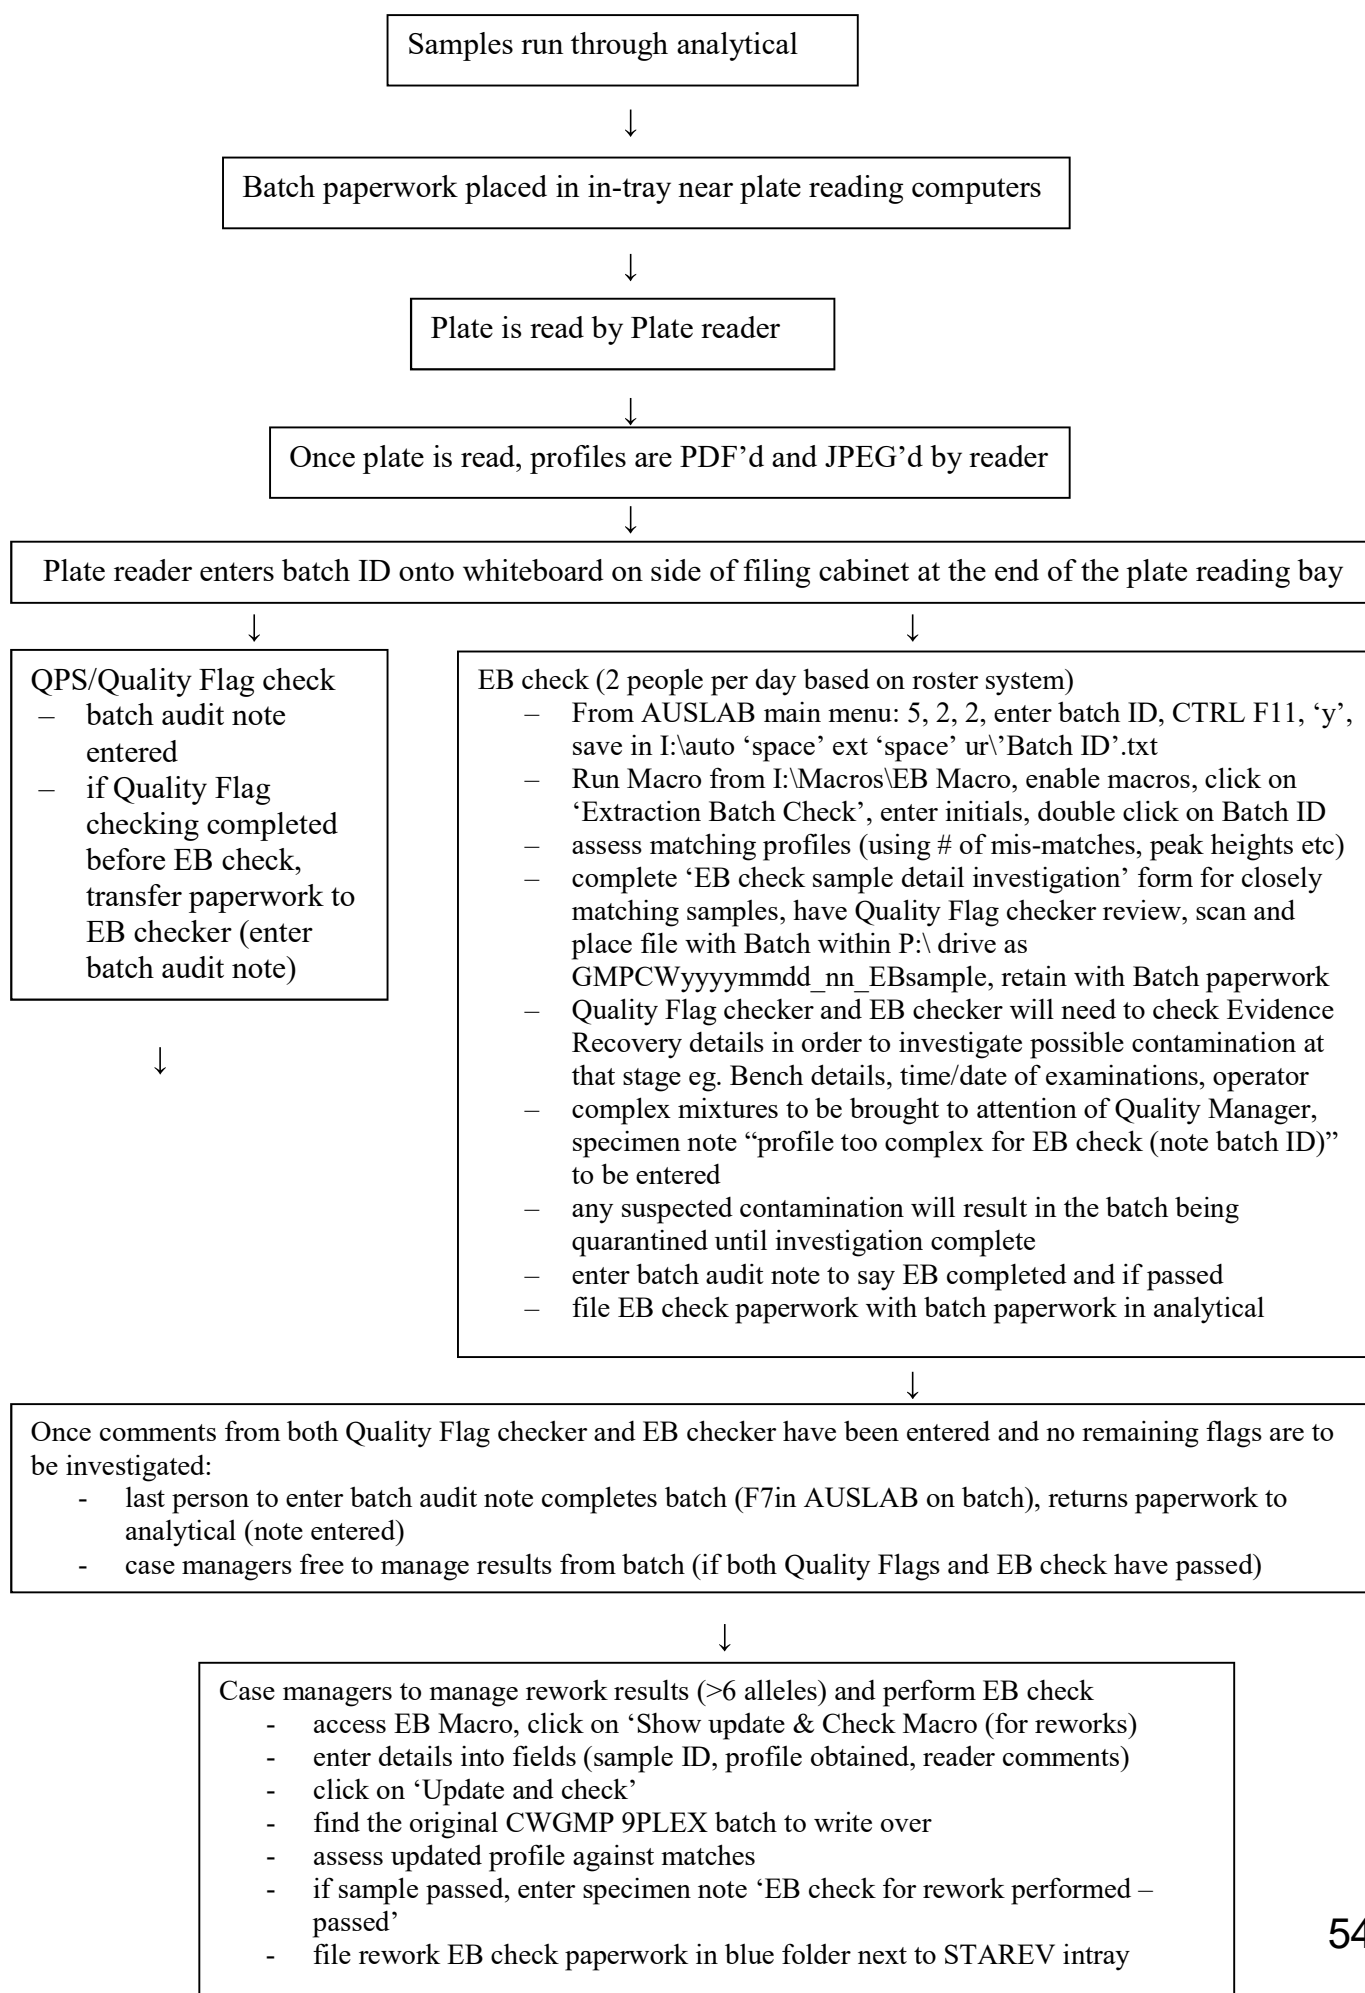 Samples run through analytical
↓
Batch paperwork placed in in-tray near plate reading computers
↓
Plate is read by Plate reader
↓
Once plate is read, profiles are PDF’d and JPEG’d by reader
↓
Plate reader enters batch ID onto whiteboard on side of filing cabinet at the end of the plate reading bay
↓ ↓
QPS/Quality Flag check
– batch audit note
entered
– if Quality Flag
checking completed
before EB check,
transfer paperwork to
EB checker (enter
batch audit note)
↓
EB check (2 people per day based on roster system)
– From AUSLAB main menu: 5, 2, 2, enter batch ID, CTRL F11, ‘y’,
save in I:\auto ‘space’ ext ‘space’ ur\’Batch ID’.txt
– Run Macro from I:\Macros\EB Macro, enable macros, click on
‘Extraction Batch Check’, enter initials, double click on Batch ID
– assess matching profiles (using # of mis-matches, peak heights etc)
– complete ‘EB check sample detail investigation’ form for closely
matching samples, have Quality Flag checker review, scan and
place file with Batch within P:\ drive as
GMPCWyyyymmdd_nn_EBsample, retain with Batch paperwork
– Quality Flag checker and EB checker will need to check Evidence
Recovery details in order to investigate possible contamination at
that stage eg. Bench details, time/date of examinations, operator
– complex mixtures to be brought to attention of Quality Manager,
specimen note “profile too complex for EB check (note batch ID)”
to be entered
– any suspected contamination will result in the batch being
quarantined until investigation complete
– enter batch audit note to say EB completed and if passed
– file EB check paperwork with batch paperwork in analytical
↓
Once comments from both Quality Flag checker and EB checker have been entered and no remaining flags are to
be investigated:
- last person to enter batch audit note completes batch (F7in AUSLAB on batch), returns paperwork to
analytical (note entered)
- case managers free to manage results from batch (if both Quality Flags and EB check have passed)
↓
Case managers to manage rework results (>6 alleles) and perform EB check
- access EB Macro, click on ‘Show update & Check Macro (for reworks)
- enter details into fields (sample ID, profile obtained, reader comments)
- click on ‘Update and check’
- find the original CWGMP 9PLEX batch to write over
- assess updated profile against matches
- if sample passed, enter specimen note ‘EB check for rework performed –
passed’
- file rework EB check paperwork in blue folder next to STAREV intray
54